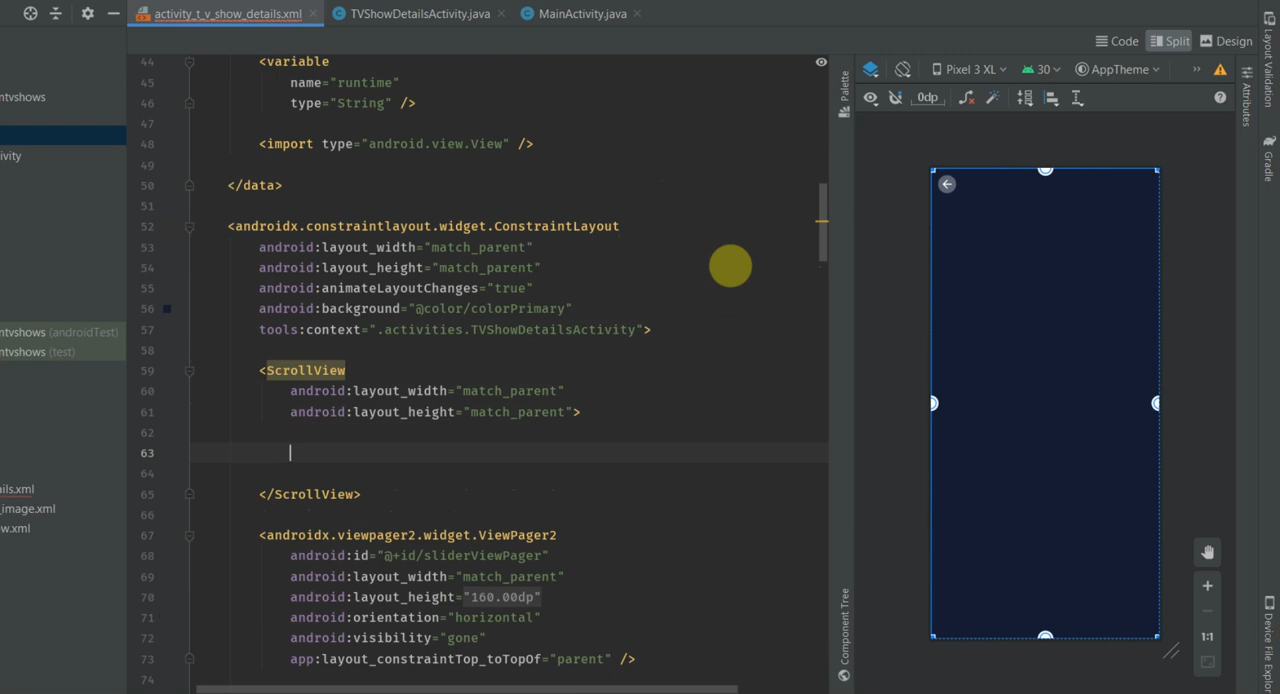 activity_t_v_show_details.xml
TVShowDetailsActivity.java
MainActivity.java
Code
Split
Design
ntvshows
ivity
ntvshows (androidTest)
ntvshows (test)
ils.xml
_image.xml
w.xml
44 <variable
45 name="runtime"
46 type="String" />
47
48 <import type="android.view.View" />
49
50 </data>
51
52 <androidx.constraintlayout.widget.ConstraintLayout
53 android:layout_width="match_parent"
54 android:layout_height="match_parent"
55 android:animateLayoutChanges="true"
56 android:background="@color/colorPrimary"
57 tools:context=".activities.TVShowDetailsActivity">
58
59 <ScrollView
60 android:layout_width="match_parent"
61 android:layout_height="match_parent">
62
63
64
65 </ScrollView>
66
67 <androidx.viewpager2.widget.ViewPager2
68 android:id="@+id/sliderViewPager"
69 android:layout_width="match_parent"
70 android:layout_height="160.00dp"
71 android:orientation="horizontal"
72 android:visibility="gone"
73 app:layout_constraintTop_toTopOf="parent" />
74
Palette
Component Tree
Pixel 3 XL
30
AppTheme
0dp
1:1
Attributes
Layout Validation
Gradle
Device File Explor